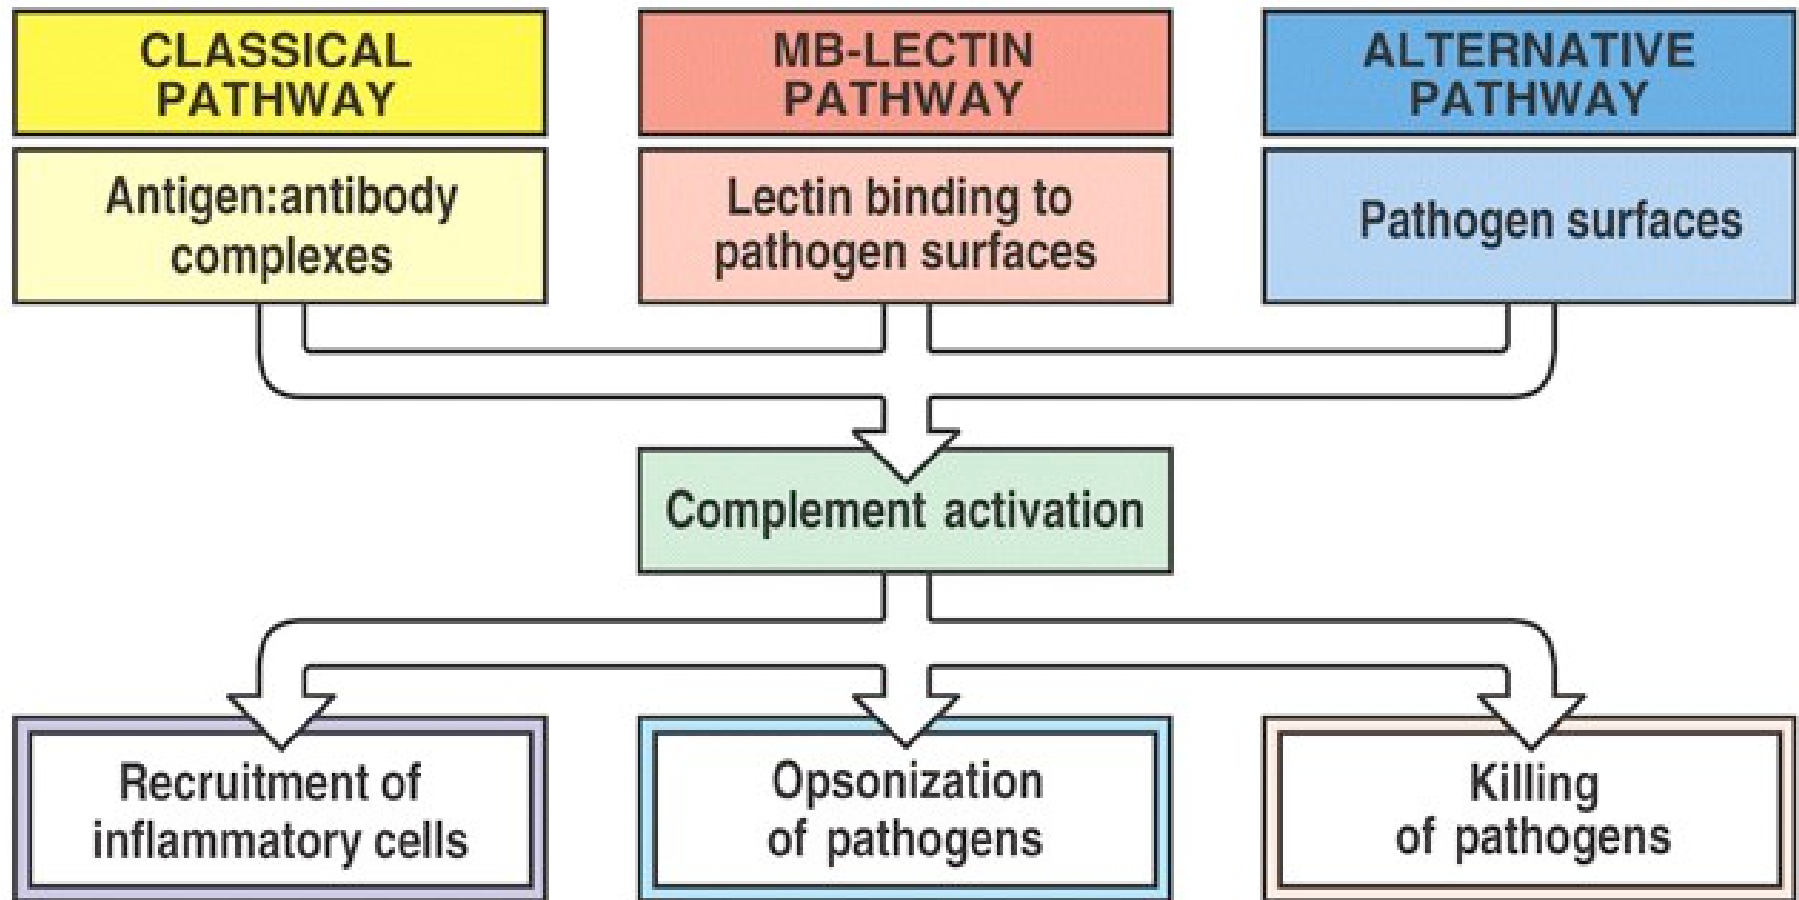 CLASSICAL
PATHWAY
Antigen:antibody
complexes
MB-LECTIN
PATHWAY
Lectin binding to
pathogen surfaces
ALTERNATIVE
PATHWAY
Pathogen surfaces
Complement activation
Recruitment of
inflammatory cells
Opsonization
of pathogens
Killing
of pathogens